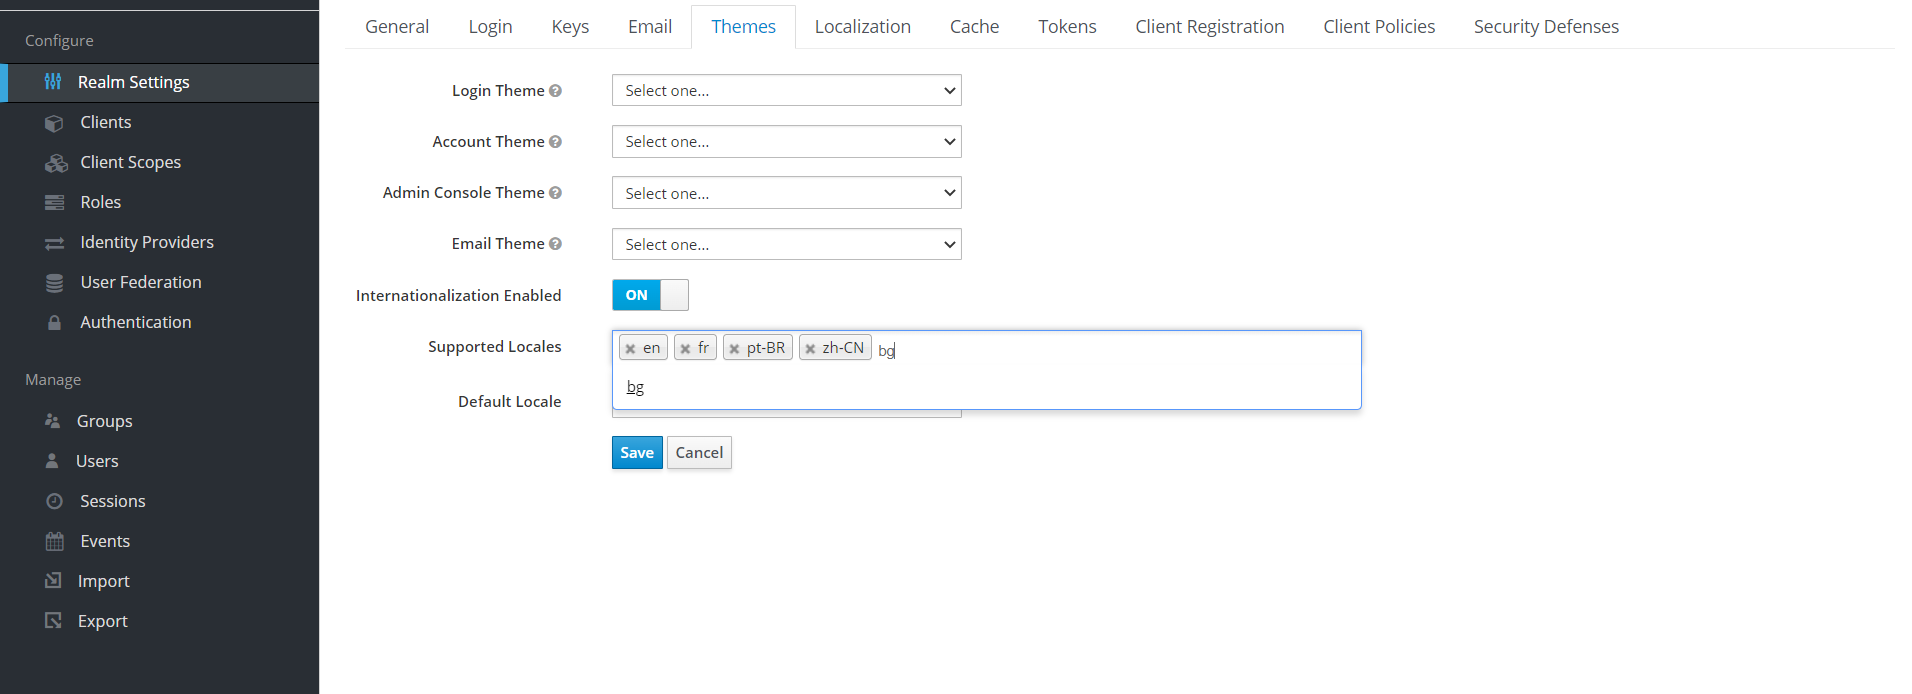 Configure
Realm Settings
Clients
Client Scopes
Roles
Identity Providers
User Federation
Authentication
Manage
Groups
Users
Sessions
Events
Import
Export
General Login Keys Email Themes Localization Cache Tokens Client Registration Client Policies Security Defenses
Login Theme Select one...
Account Theme Select one...
Admin Console Theme Select one...
Email Theme Select one...
Internationalization Enabled ON
Supported Locales en fr pt-BR zh-CN bg
bg
Default Locale
Save Cancel